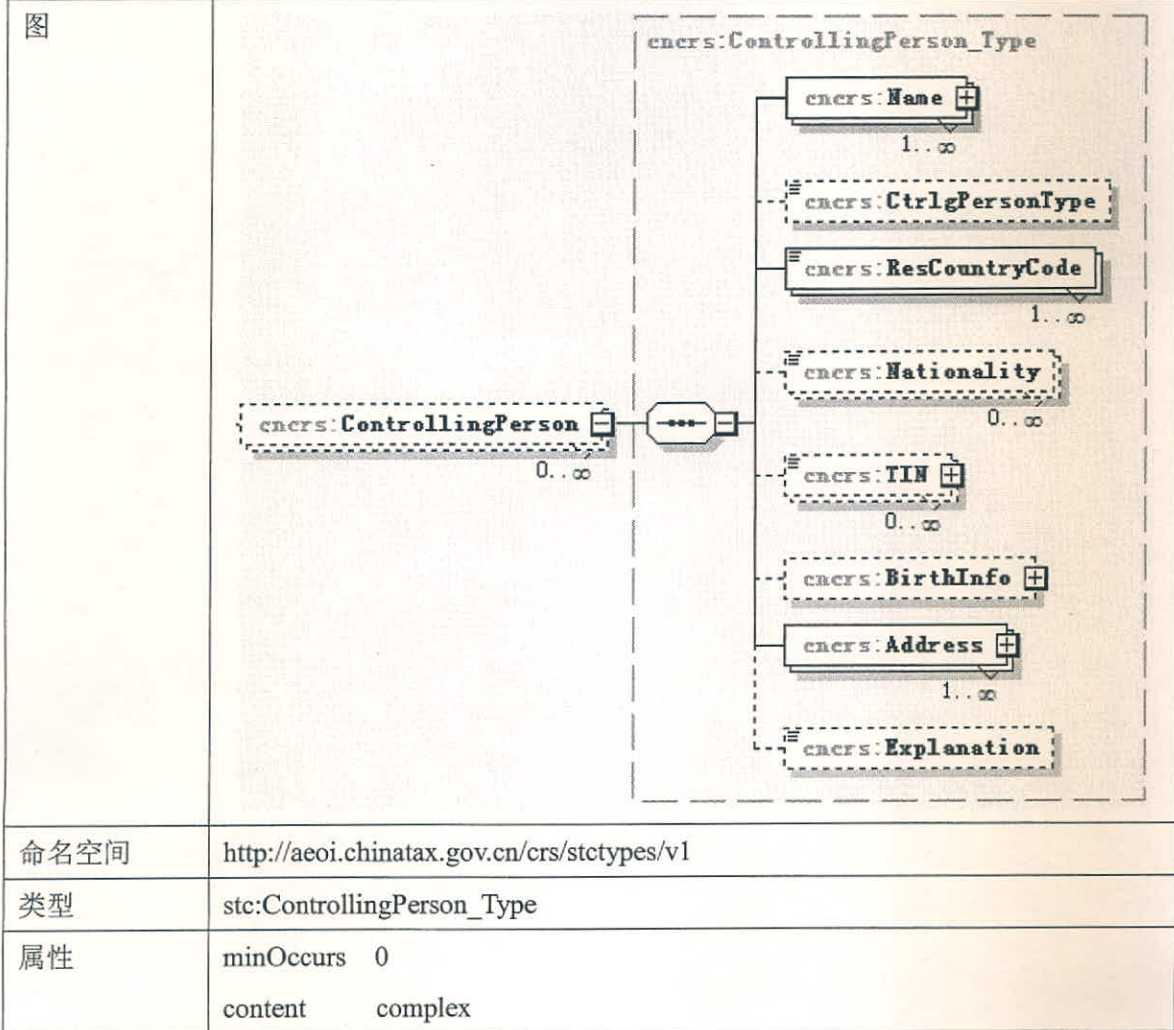 图
cncrs:ControllingPerson_Type
cncrs:Name
1..∞
cncrs:CtrlgPersonType
cncrs:ResCountryCode
1..∞
cncrs:Nationality
0..∞
cncrs:ControllingPerson
0..∞
cncrs:TIN
0..∞
cncrs:BirthInfo
cncrs:Address
1..∞
cncrs:Explanation
命名空间 http://aeoi.chinatax.gov.cn/crs/stctypes/v1
类型 stc:ControllingPerson_Type
属性 minOccurs 0
content complex